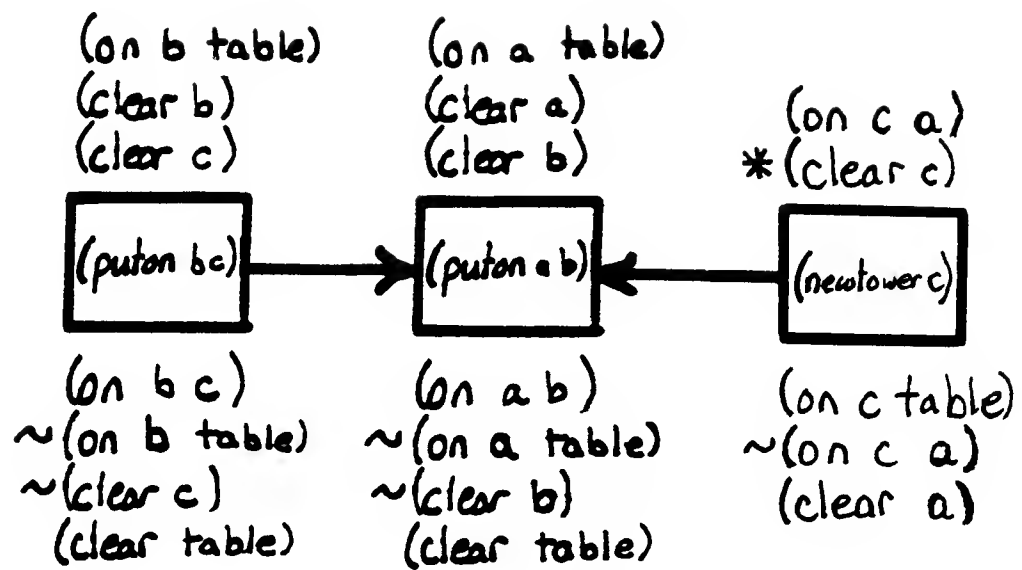 (on b table)
(clear b)
(clear c)
(puton bc)
(on b c)
~(on b table)
~(clear c)
(clear table)
(on a table)
(clear a)
(clear b)
(puton a b)
(on a b)
~(on a table)
~(clear b)
(clear table)
(on c a)
*(clear c)
(newtower c)
(on c table)
~(on c a)
(clear a)